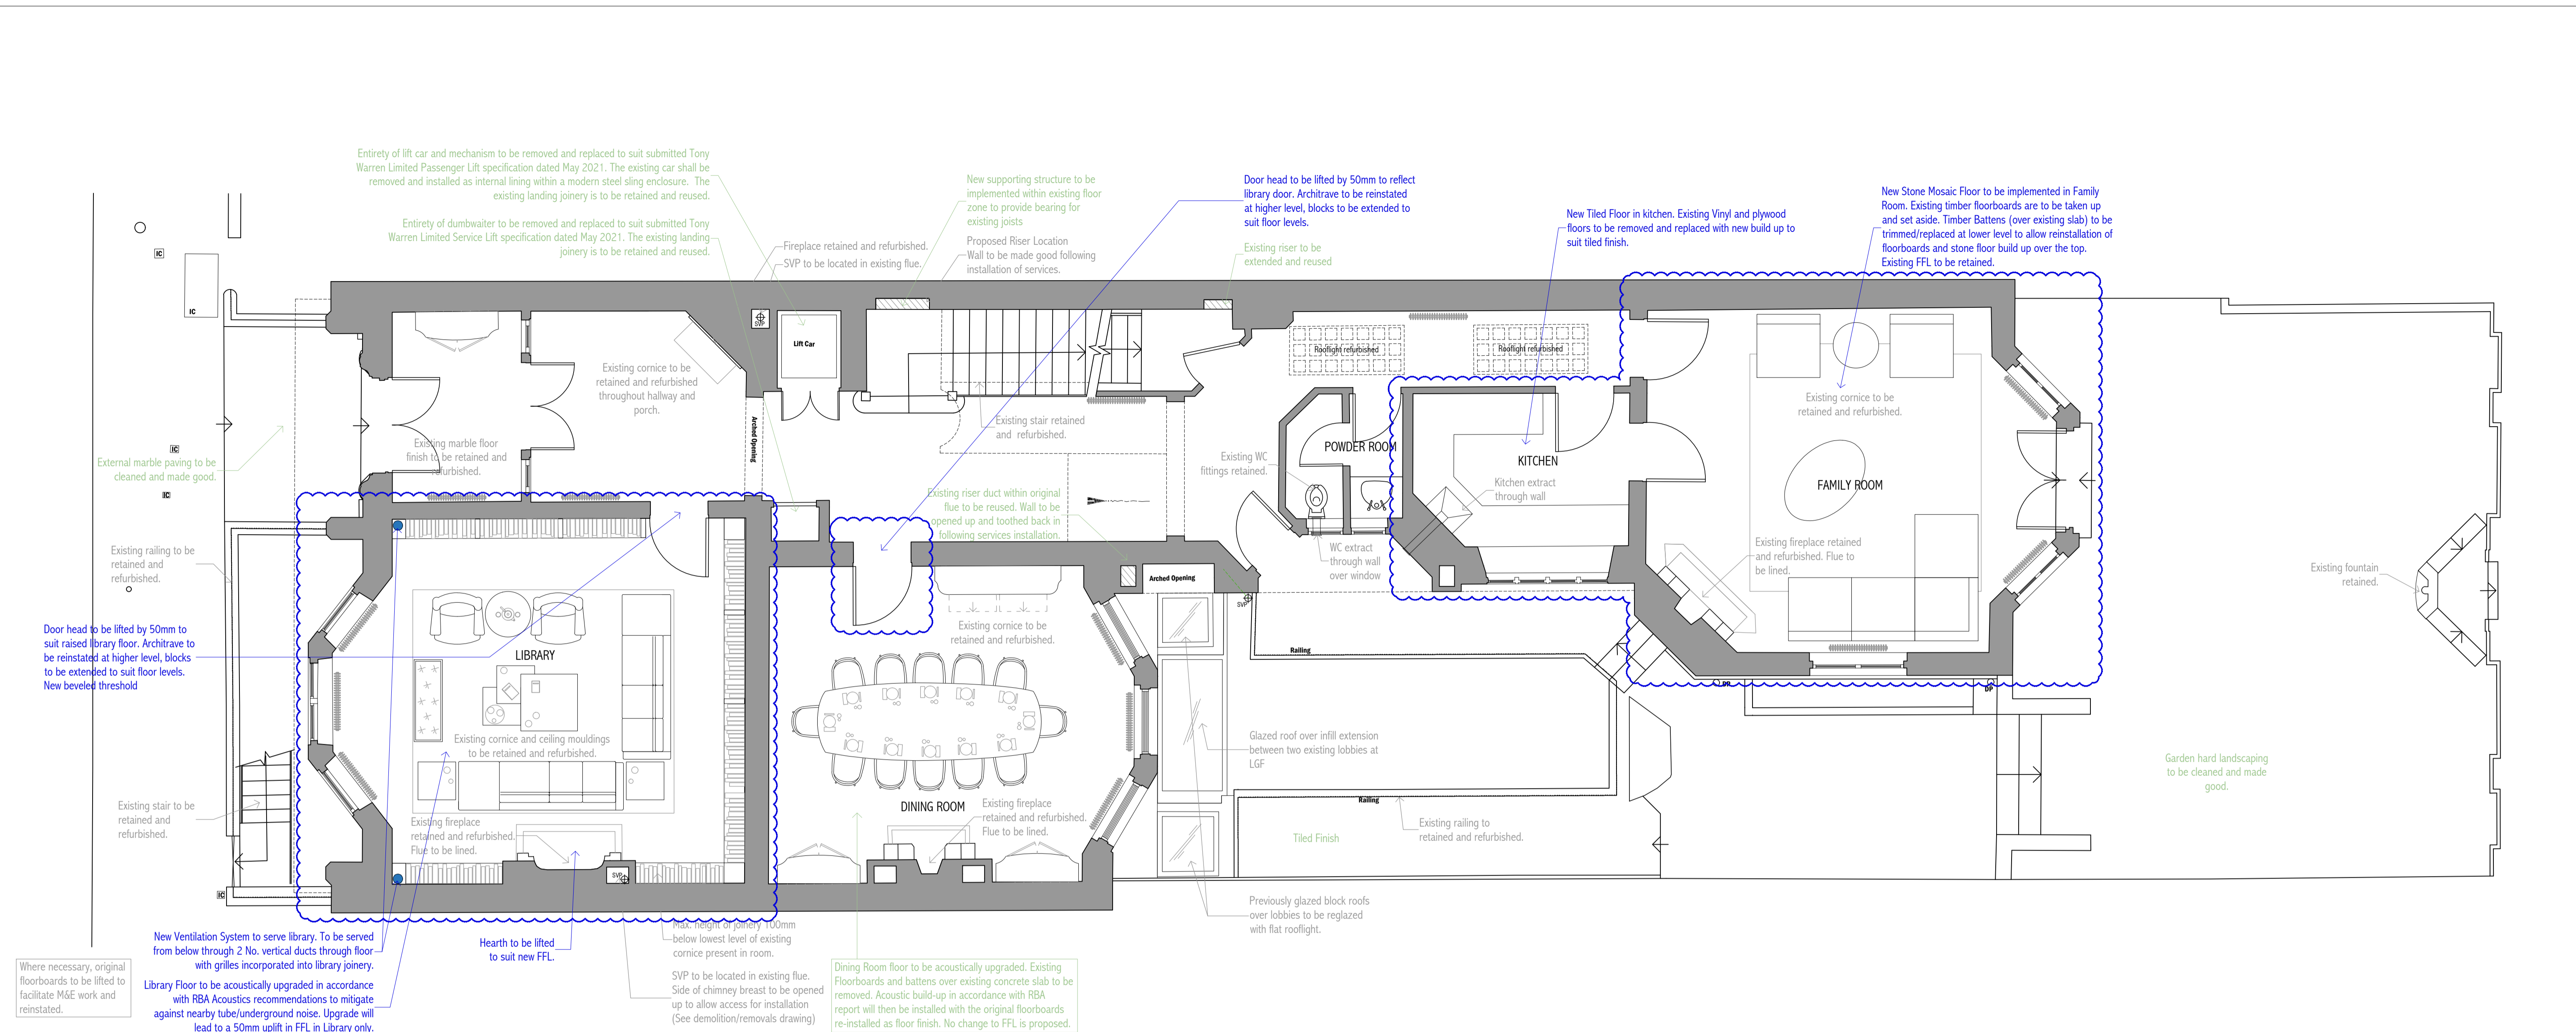 Entirety of lift car and mechanism to be removed and replaced to suit submitted Tony
Warren Limited Passenger Lift specification dated May 2021. The existing car shall be
removed and installed as internal lining within a modern steel sling enclosure. The
existing landing joinery is to be retained and reused.
Entirety of dumbwaiter to be removed and replaced to suit submitted Tony
Warren Limited Service Lift specification dated May 2021. The existing landing
joinery is to be retained and reused.
Fireplace retained and refurbished.
SVP to be located in existing flue.
New supporting structure to be
implemented within existing floor
zone to provide bearing for
existing joists
Proposed Riser Location
Wall to be made good following
installation of services.
Door head to be lifted by 50mm to reflect
library door. Architrave to be reinstated
at higher level, blocks to be extended to
suit floor levels.
Existing riser to be
extended and reused
New Tiled Floor in kitchen. Existing Vinyl and plywood
floors to be removed and replaced with new build up to
suit tiled finish.
New Stone Mosaic Floor to be implemented in Family
Room. Existing timber floorboards are to be taken up
and set aside. Timber Battens (over existing slab) to be
trimmed/replaced at lower level to allow reinstallation of
floorboards and stone floor build up over the top.
Existing FFL to be retained.
IC
IC
SVP
Lift Car
Rooflight refurbished
Rooflight refurbished
Existing cornice to be
retained and refurbished
throughout hallway and
porch.
Existing cornice to be
retained and refurbished.
Existing stair retained
and refurbished.
Arched Opening
Existing marble floor
finish to be retained and
refurbished.
IC
External marble paving to be
cleaned and made good.
IC
POWDER ROOM
Existing WC
fittings retained.
KITCHEN
Kitchen extract
through wall
FAMILY ROOM
Existing riser duct within original
flue to be reused. Wall to be
opened up and toothed back in
following services installation.
Existing railing to be
retained and
refurbished.
WC extract
through wall
over window
Existing fireplace retained
and refurbished. Flue to
be lined.
Existing fountain
retained.
Arched Opening
SVP
Door head to be lifted by 50mm to
suit raised library floor. Architrave to
be reinstated at higher level, blocks
to be extended to suit floor levels.
New beveled threshold
LIBRARY
Existing cornice to be
retained and refurbished.
Railing
DP
DP
Existing cornice and ceiling mouldings
to be retained and refurbished.
Glazed roof over infill extension
between two existing lobbies at
LGF
Garden hard landscaping
to be cleaned and made
good.
Existing stair to be
retained and
refurbished.
DINING ROOM
Existing fireplace
retained and refurbished.
Flue to be lined.
Railing
Existing fireplace
retained and refurbished.
Flue to be lined.
Tiled Finish
Existing railing to
retained and refurbished.
SVP
IC
Previously glazed block roofs
over lobbies to be reglazed
with flat rooflight.
New Ventilation System to serve library. To be served
from below through 2 No. vertical ducts through floor
with grilles incorporated into library joinery.
Hearth to be lifted
to suit new FFL.
Max. height of joinery 100mm
below lowest level of existing
cornice present in room.
Where necessary, original
floorboards to be lifted to
facilitate M&E work and
reinstated.
Library Floor to be acoustically upgraded in accordance
with RBA Acoustics recommendations to mitigate
against nearby tube/underground noise. Upgrade will
lead to a 50mm uplift in FFL in Library only.
SVP to be located in existing flue.
Side of chimney breast to be opened
up to allow access for installation
(See demolition/removals drawing)
Dining Room floor to be acoustically upgraded. Existing
Floorboards and battens over existing concrete slab to be
removed. Acoustic build-up in accordance with RBA
report will then be installed with the original floorboards
re-installed as floor finish. No change to FFL is proposed.